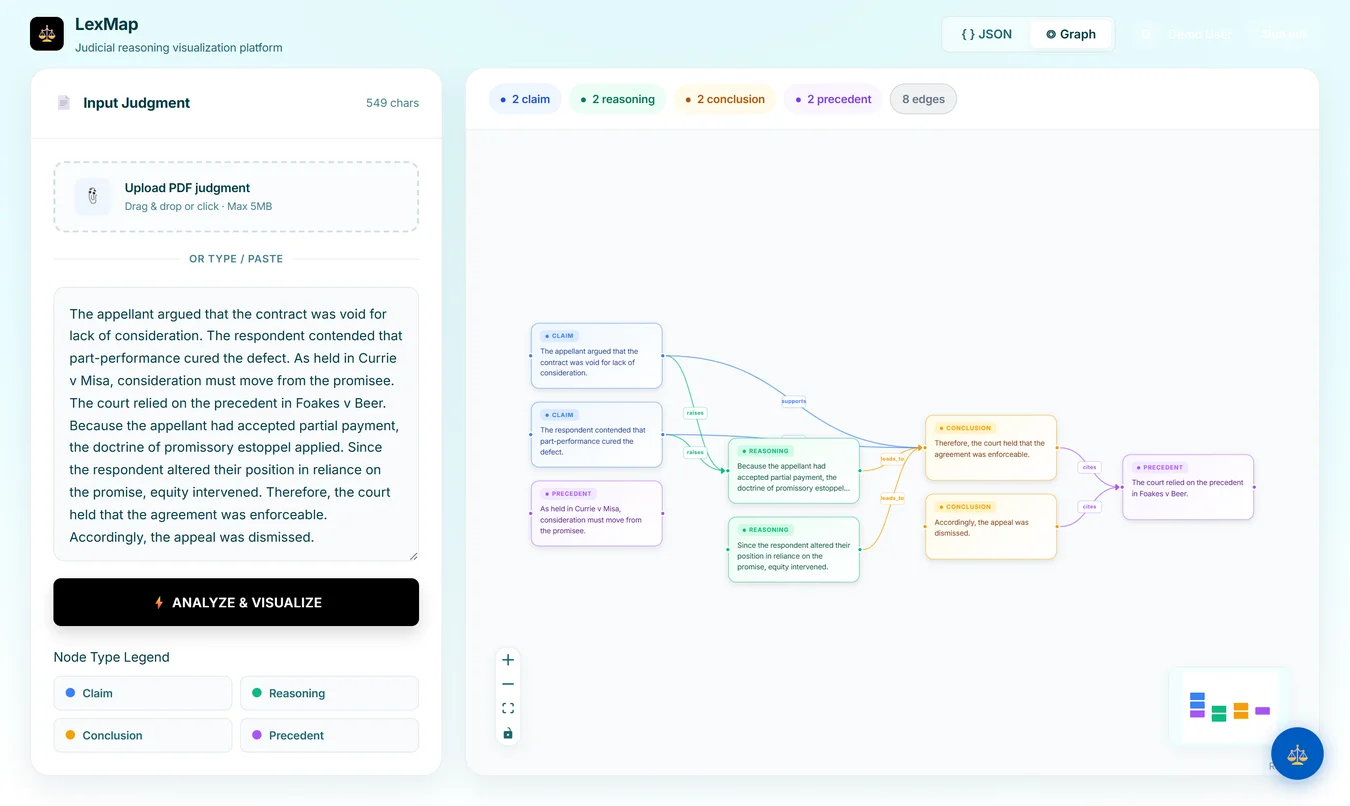 LexMap
Judicial reasoning visualization platform
{ } JSON
Graph
Demo User
Sign out
Input Judgment
549 chars
Upload PDF judgment
Drag & drop or click · Max 5MB
OR TYPE / PASTE
The appellant argued that the contract was void for
lack of consideration. The respondent contended that
part-performance cured the defect. As held in Currie
v Misa, consideration must move from the promisee.
The court relied on the precedent in Foakes v Beer.
Because the appellant had accepted partial payment,
the doctrine of promissory estoppel applied. Since
the respondent altered their position in reliance on
the promise, equity intervened. Therefore, the court
held that the agreement was enforceable.
Accordingly, the appeal was dismissed.
ANALYZE & VISUALIZE
Node Type Legend
Claim
Reasoning
Conclusion
Precedent
2 claim
2 reasoning
2 conclusion
2 precedent
8 edges
CLAIM
The appellant argued that the
contract was void for lack of
consideration.
CLAIM
The respondent contended that
part-performance cured the
defect.
PRECEDENT
As held in Currie v Misa,
consideration must move from
the promisee.
raises
raises
supports
REASONING
Because the appellant had
accepted partial payment, the
doctrine of promissory estoppel...
REASONING
Since the respondent altered their
position in reliance on the
promise, equity intervened.
leads_to
leads_to
CONCLUSION
Therefore, the court held that the
agreement was enforceable.
CONCLUSION
Accordingly, the appeal was
dismissed.
cites
cites
PRECEDENT
The court relied on the precedent
in Foakes v Beer.